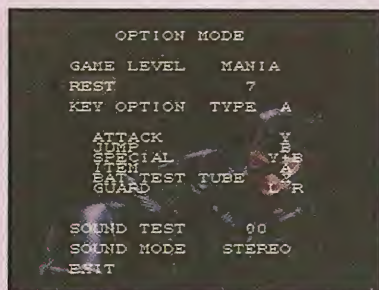 OPTION MODE
GAME LEVEL MANIA
REST 7
KEY OPTION TYPE A
ATTACK Y
JUMP B
SPECIAL Y+B
ITEM A
BAT TEST TUBE X
GUARD L R
SOUND TEST 00
SOUND MODE STEREO
EXIT